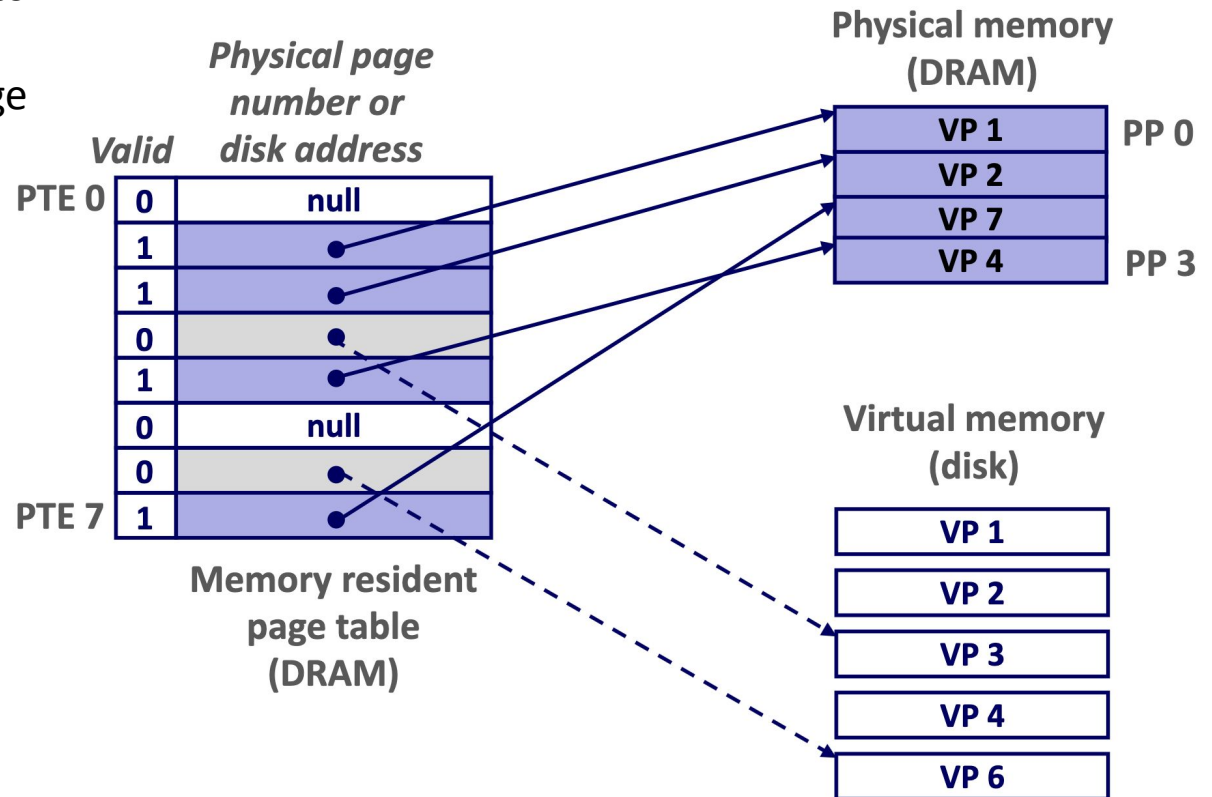 ge
Physical page
number or
disk address
Valid
PTE 0
0
null
1
1
0
1
0
null
0
PTE 7
1
Memory resident
page table
(DRAM)
Physical memory
(DRAM)
VP 1
PP 0
VP 2
VP 7
VP 4
PP 3
Virtual memory
(disk)
VP 1
VP 2
VP 3
VP 4
VP 6